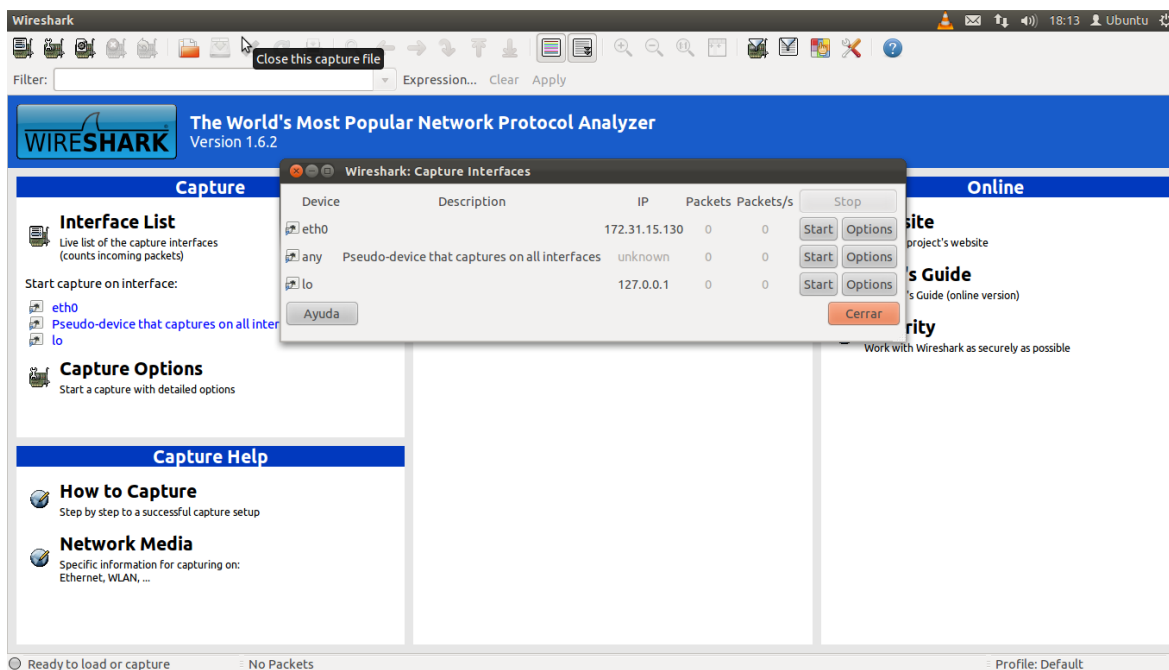 Wireshark
18:13 Ubuntu
Close this capture file
Filter:
Expression... Clear Apply
WIRESHARK
The World's Most Popular Network Protocol Analyzer
Version 1.6.2
Wireshark: Capture Interfaces
Device Description IP Packets Packets/s Stop
eth0 172.31.15.130 0 0 Start Options
any Pseudo-device that captures on all interfaces unknown 0 0 Start Options
lo 127.0.0.1 0 0 Start Options
Ayuda Cerrar
Capture
Interface List
Live list of the capture interfaces
(counts incoming packets)
Start capture on interface:
eth0
Pseudo-device that captures on all inter
lo
Capture Options
Start a capture with detailed options
Capture Help
How to Capture
Step by step to a successful capture setup
Network Media
Specific information for capturing on:
Ethernet, WLAN, ...
Online
site
project's website
's Guide
's Guide (online version)
rity
Work with Wireshark as securely as possible
Ready to load or capture
No Packets
Profile: Default